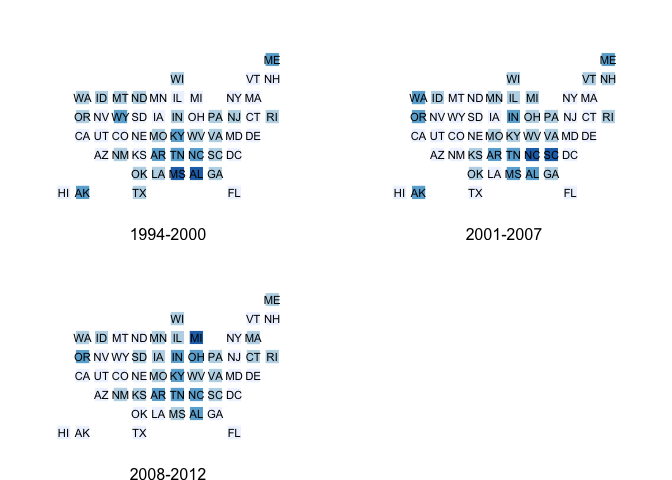 ME
WI VT NH
WA ID MT ND MN IL MI NY MA
OR NV WY SD IA IN OH PA NJ CT RI
CA UT CO NE MO KY WV VA MD DE
AZ NM KS AR TN NC SC DC
OK LA MS AL GA
HI AK TX FL
1994-2000
ME
WI VT NH
WA ID MT ND MN IL MI NY MA
OR NV WY SD IA IN OH PA NJ CT RI
CA UT CO NE MO KY WV VA MD DE
AZ NM KS AR TN NC SC DC
OK LA MS AL GA
HI AK TX FL
2001-2007
ME
WI VT NH
WA ID MT ND MN IL MI NY MA
OR NV WY SD IA IN OH PA NJ CT RI
CA UT CO NE MO KY WV VA MD DE
AZ NM KS AR TN NC SC DC
OK LA MS AL GA
HI AK TX FL
2008-2012